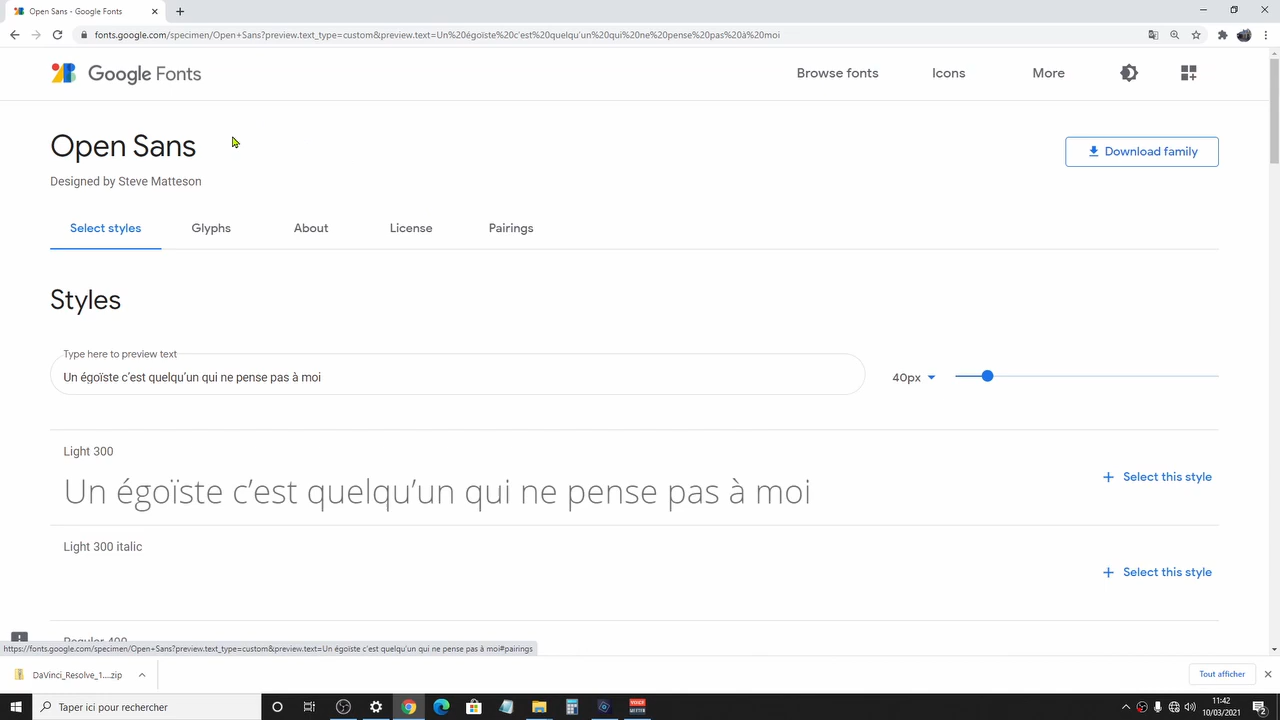 Open Sans - Google Fonts
fonts.google.com/specimen/Open+Sans?preview.text_type=custom&preview.text=Un%20égoïste%20c'est%20quelqu'un%20qui%20ne%20pense%20pas%20à%20moi
Google Fonts
Browse fonts
Icons
More
Open Sans
Download family
Designed by Steve Matteson
Select styles
Glyphs
About
License
Pairings
Styles
Type here to preview text
Un égoïste c’est quelqu’un qui ne pense pas à moi
40px
Light 300
Un égoïste c’est quelqu’un qui ne pense pas à moi
Select this style
Light 300 italic
Select this style
Regular 400
https://fonts.google.com/specimen/Open+Sans?preview.text_type=custom&preview.text=Un égoïste c'est quelqu'un qui ne pense pas à moi#pairings
DaVinci_Resolve_1....zip
Tout afficher
Taper ici pour rechercher
11:42
10/03/2021
2